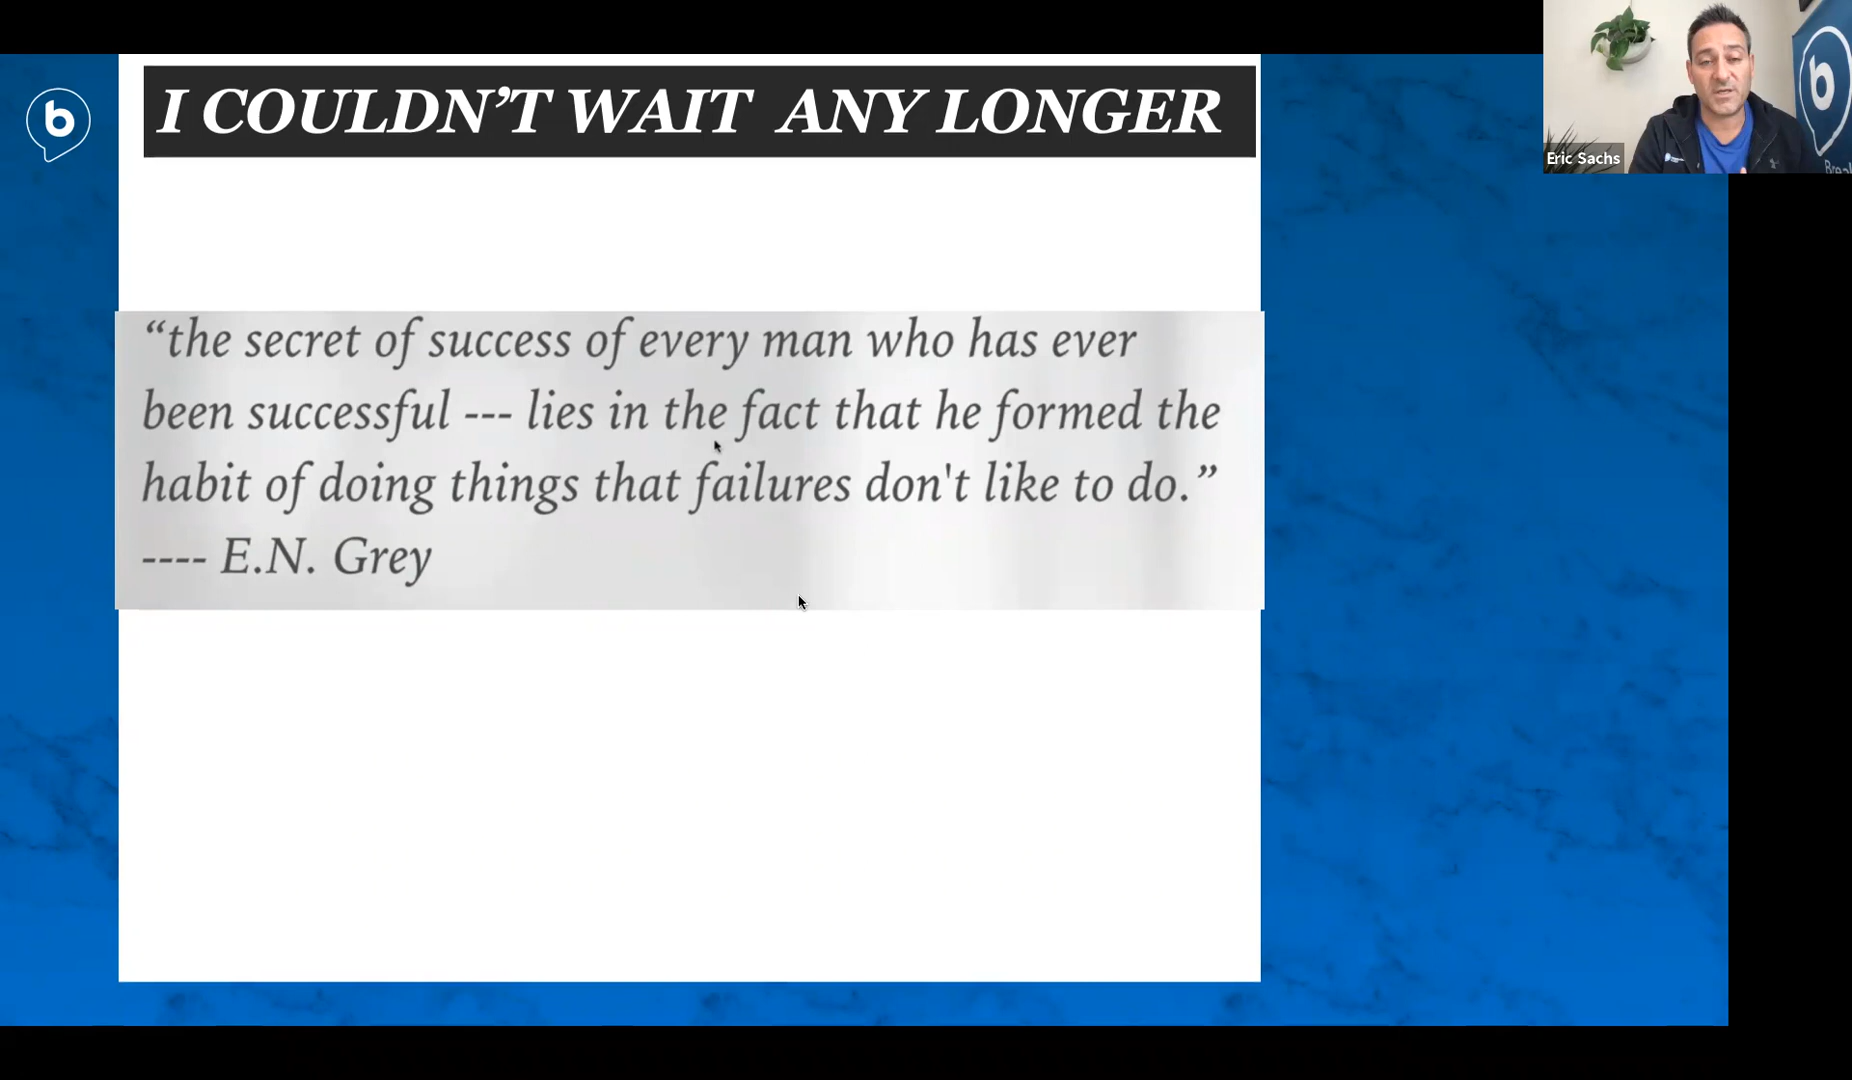 I COULDN’T WAIT ANY LONGER
“the secret of success of every man who has ever
been successful --- lies in the fact that he formed the
habit of doing things that failures don't like to do.”
---- E.N. Grey
b
Eric Sachs
b
Brea